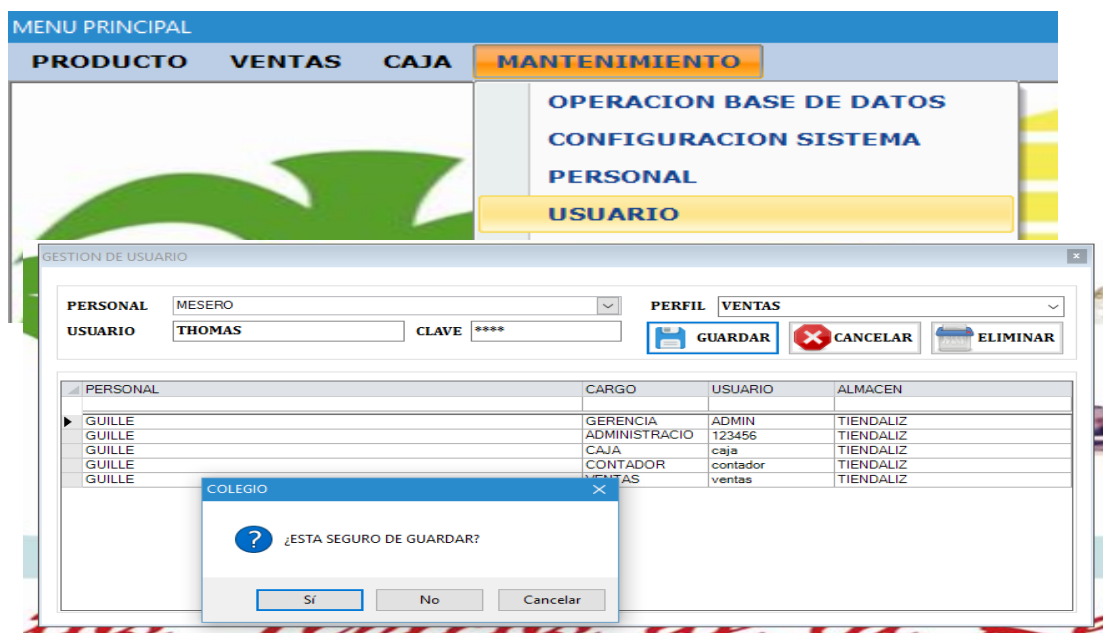 MENU PRINCIPAL
PRODUCTO VENTAS CAJA MANTENIMIENTO
OPERACION BASE DE DATOS
CONFIGURACION SISTEMA
PERSONAL
USUARIO
GESTION DE USUARIO
PERSONAL MESERO PERFIL VENTAS
USUARIO THOMAS CLAVE **** GUARDAR CANCELAR ELIMINAR
PERSONAL CARGO USUARIO ALMACEN
GUILLE GERENCIA ADMIN TIENDALIZ
GUILLE ADMINISTRACIO 123456 TIENDALIZ
GUILLE CAJA caja TIENDALIZ
GUILLE CONTADOR contador TIENDALIZ
GUILLE VENTAS ventas TIENDALIZ
COLEGIO
¿ESTA SEGURO DE GUARDAR?
Sí No Cancelar